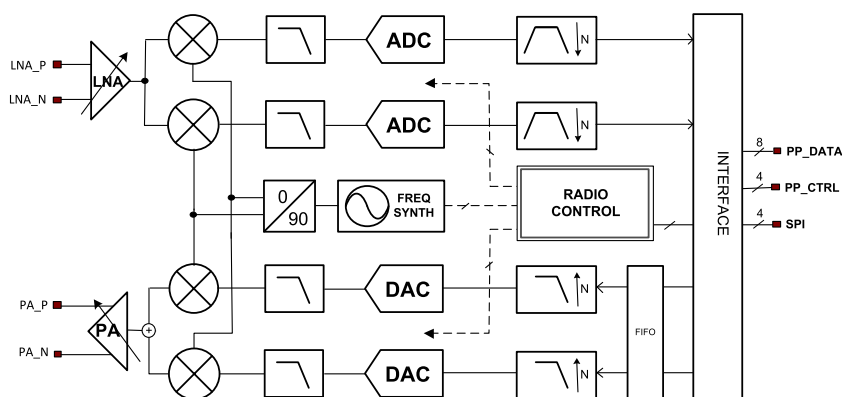 LNA_P
LNA_N
LNA
ADC
N
ADC
N
0
90
FREQ
SYNTH
RADIO
CONTROL
INTERFACE
8
PP_DATA
4
PP_CTRL
4
SPI
PA_P
PA_N
PA
+
DAC
N
FIFO
DAC
N